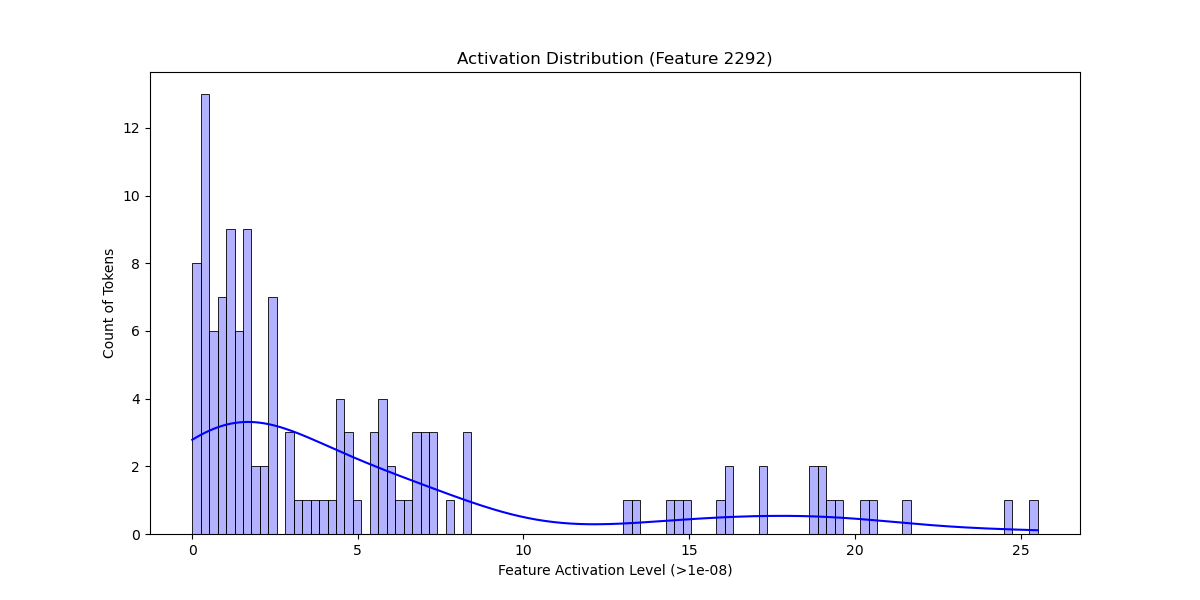 Activation Distribution (Feature 2292)
Count of Tokens
12
10
8
6
4
2
0
0 5 10 15 20 25
Feature Activation Level (>1e-08)